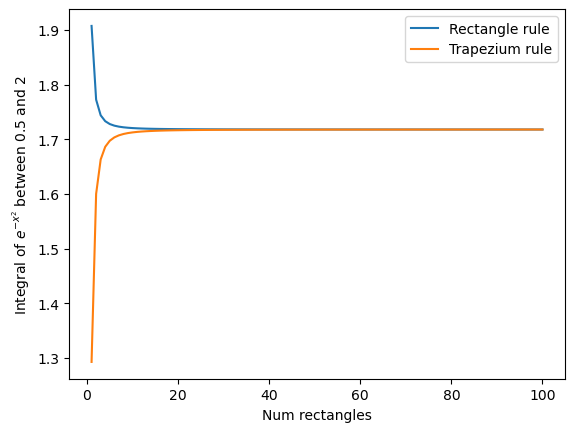 Rectangle rule
Trapezium rule
1.9
1.8
1.7
1.6
1.5
1.4
1.3
Integral of $e^{-x^2}$ between 0.5 and 2
0 20 40 60 80 100
Num rectangles